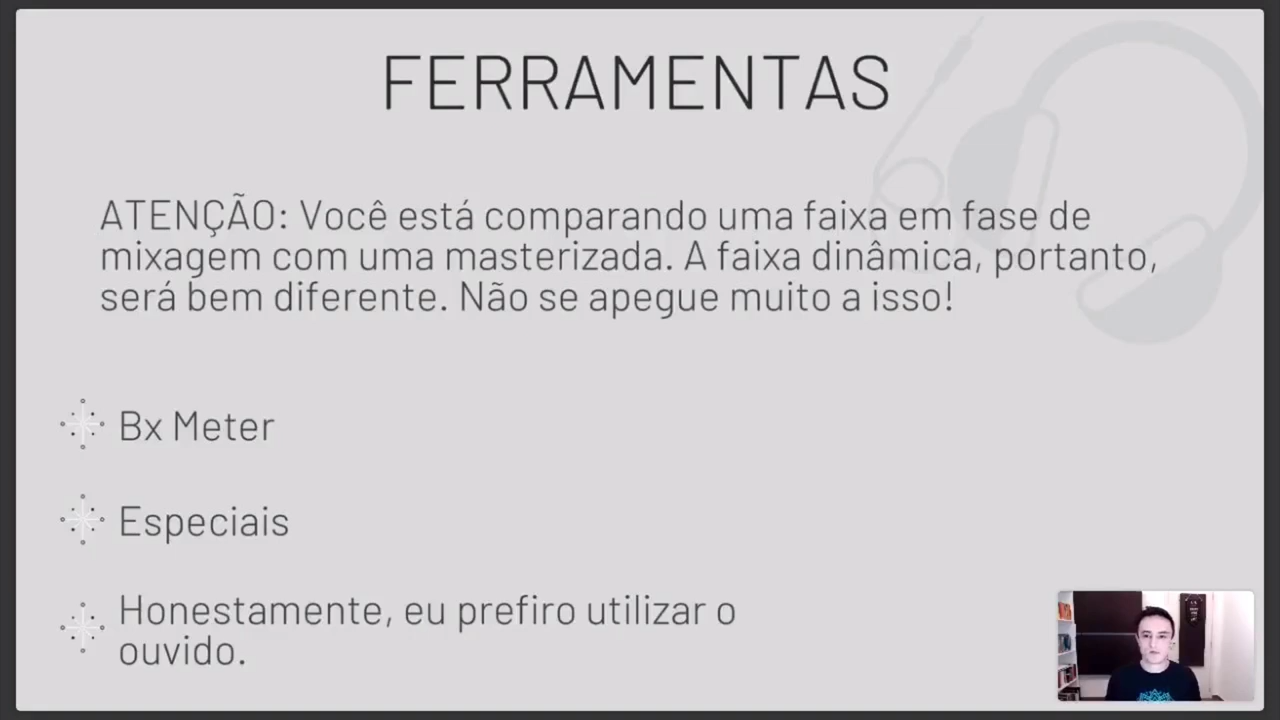 FERRAMENTAS
ATENÇÃO: Você está comparando uma faixa em fase de
mixagem com uma masterizada. A faixa dinâmica, portanto,
será bem diferente. Não se apegue muito a isso!
Bx Meter
Especiais
Honestamente, eu prefiro utilizar o
ouvido.